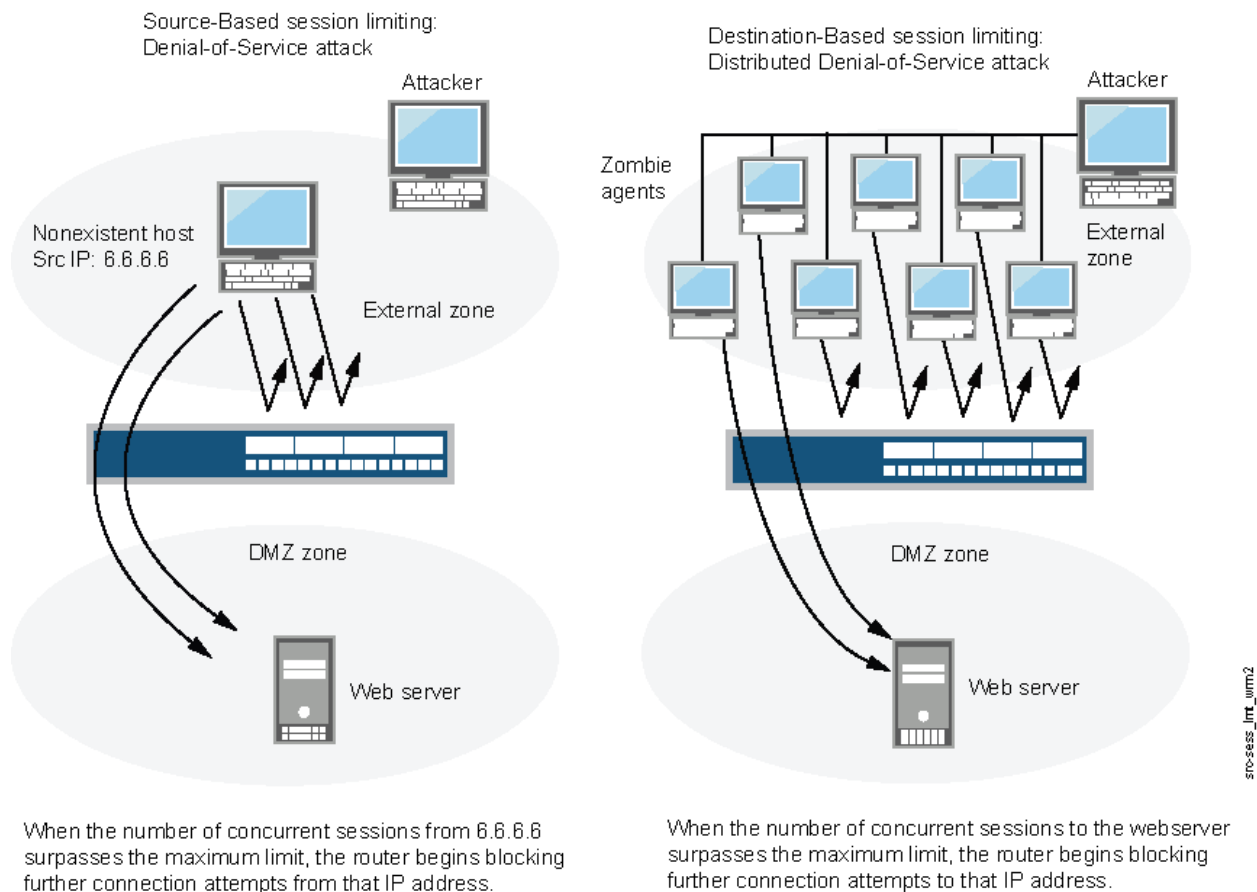 Source-Based session limiting:
Denial-of-Service attack
Attacker
Nonexistent host
Src IP: 6.6.6.6
External zone
DMZ zone
Web server
When the number of concurrent sessions from 6.6.6.6
surpasses the maximum limit, the router begins blocking
further connection attempts from that IP address.
Destination-Based session limiting:
Distributed Denial-of-Service attack
Attacker
Zombie
agents
External
zone
DMZ zone
Web server
When the number of concurrent sessions to the webserver
surpasses the maximum limit, the router begins blocking
further connection attempts to that IP address.